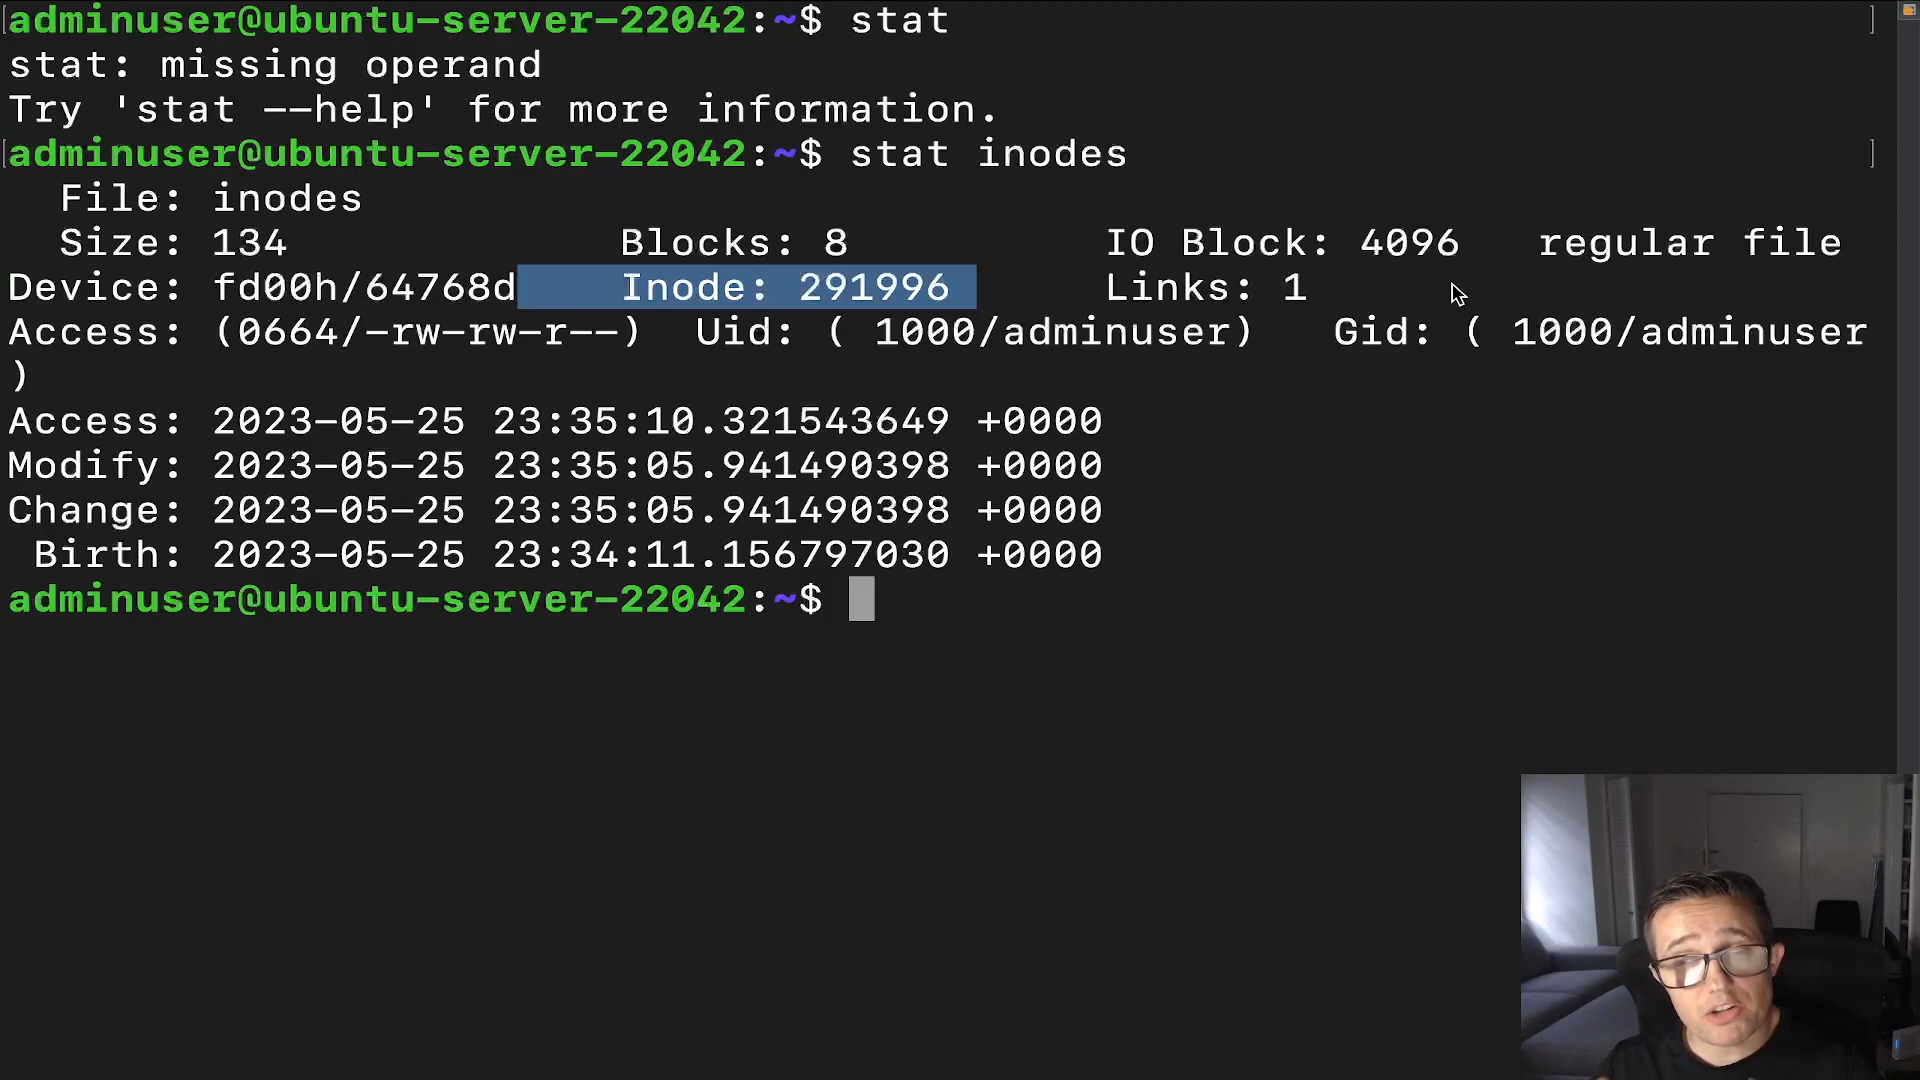 adminuser@ubuntu-server-22042:~$ stat
stat: missing operand
Try 'stat --help' for more information.
adminuser@ubuntu-server-22042:~$ stat inodes
File: inodes
Size: 134 Blocks: 8 IO Block: 4096 regular file
Device: fd00h/64768d Inode: 291996 Links: 1
Access: (0664/-rw-rw-r--) Uid: ( 1000/adminuser) Gid: ( 1000/adminuser
)
Access: 2023-05-25 23:35:10.321543649 +0000
Modify: 2023-05-25 23:35:05.941490398 +0000
Change: 2023-05-25 23:35:05.941490398 +0000
Birth: 2023-05-25 23:34:11.156797030 +0000
adminuser@ubuntu-server-22042:~$